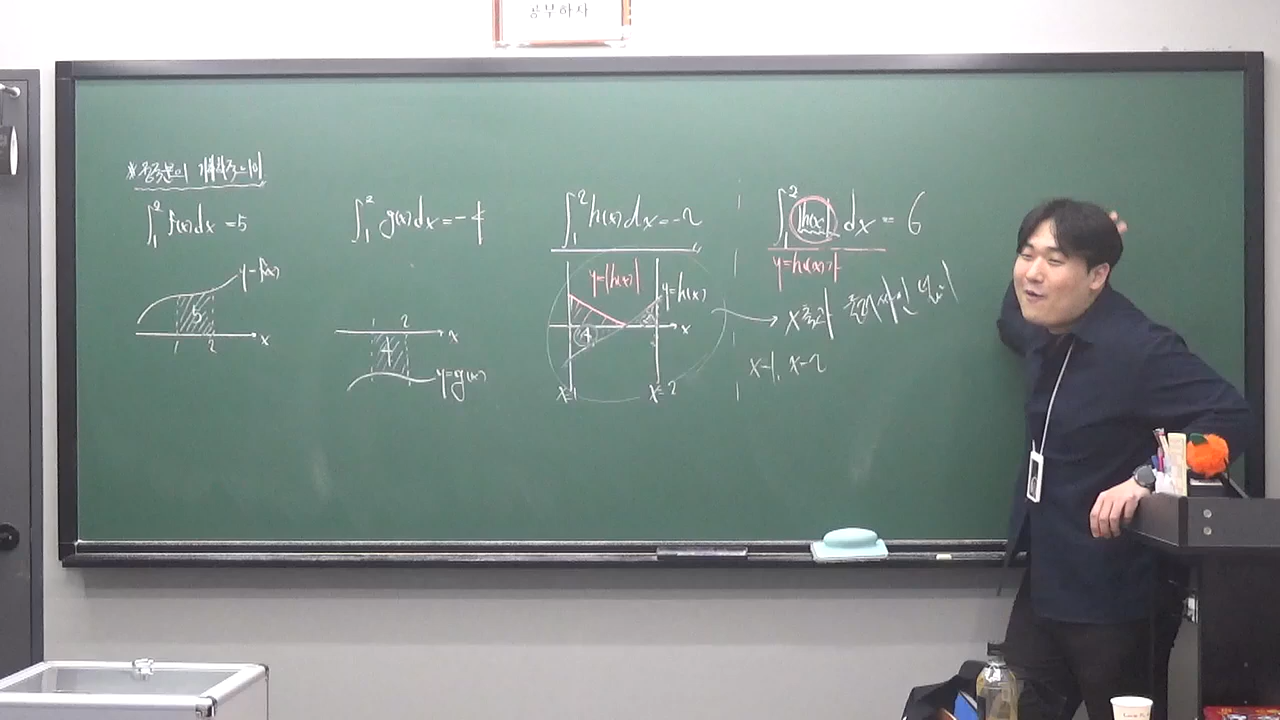 공부하자
※정적분의 기하학적 의미
∫₁² f(x)dx = 5
y=f(x)
5
1 2 x
∫₁² g(x)dx = -4
1 2 x
4
y=g(x)
∫₁² h(x)dx = -2
y=|h(x)|
y=h(x)
4
2
x
x=1 x=2
∫₁² |h(x)| dx = 6
x축과 둘러싸인 넓이
x=1, x=2